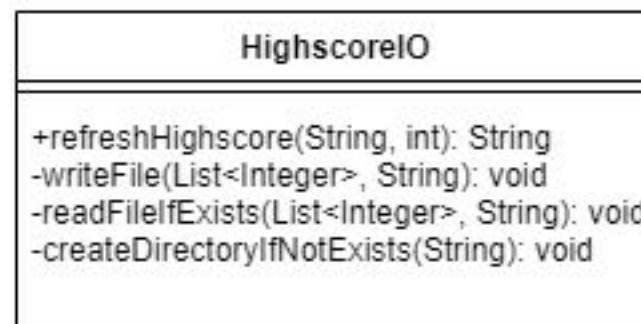 HighscoreIO
+refreshHighscore(String, int): String
-writeFile(List<Integer>, String): void
-readFileIfExists(List<Integer>, String): void
-createDirectoryIfNotExists(String): void